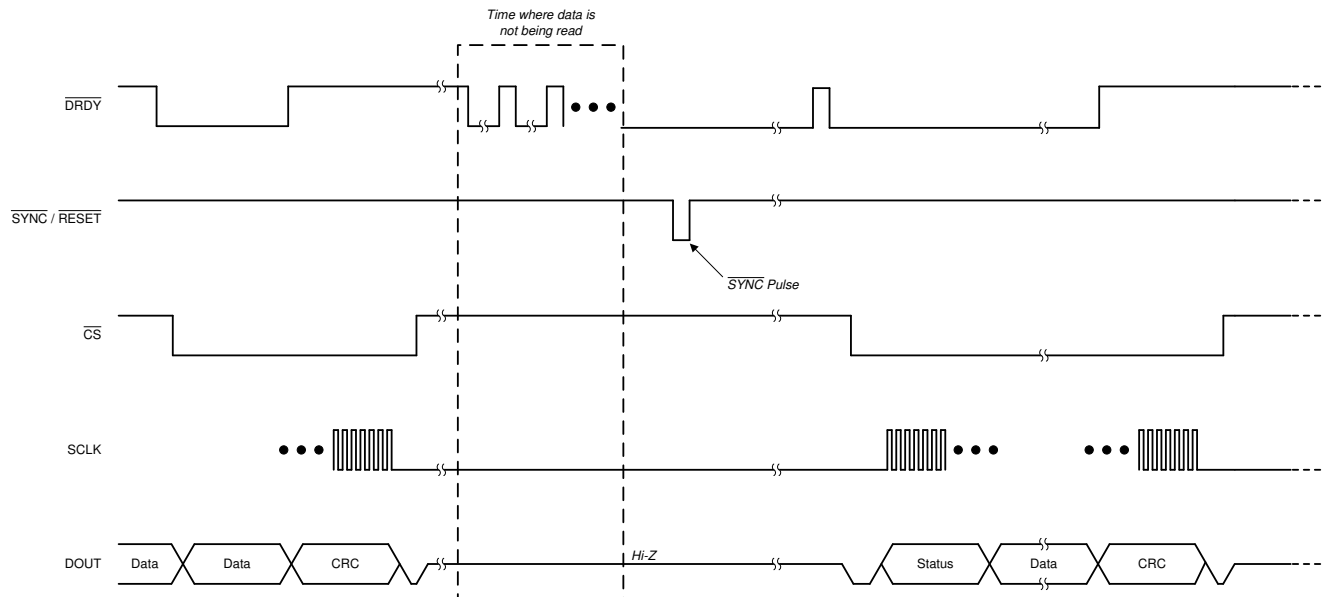 Time where data is
not being read
DRDY
SYNC / RESET
SYNC Pulse
CS
SCLK
DOUT
Data
Data
CRC
Hi-Z
Status
Data
CRC